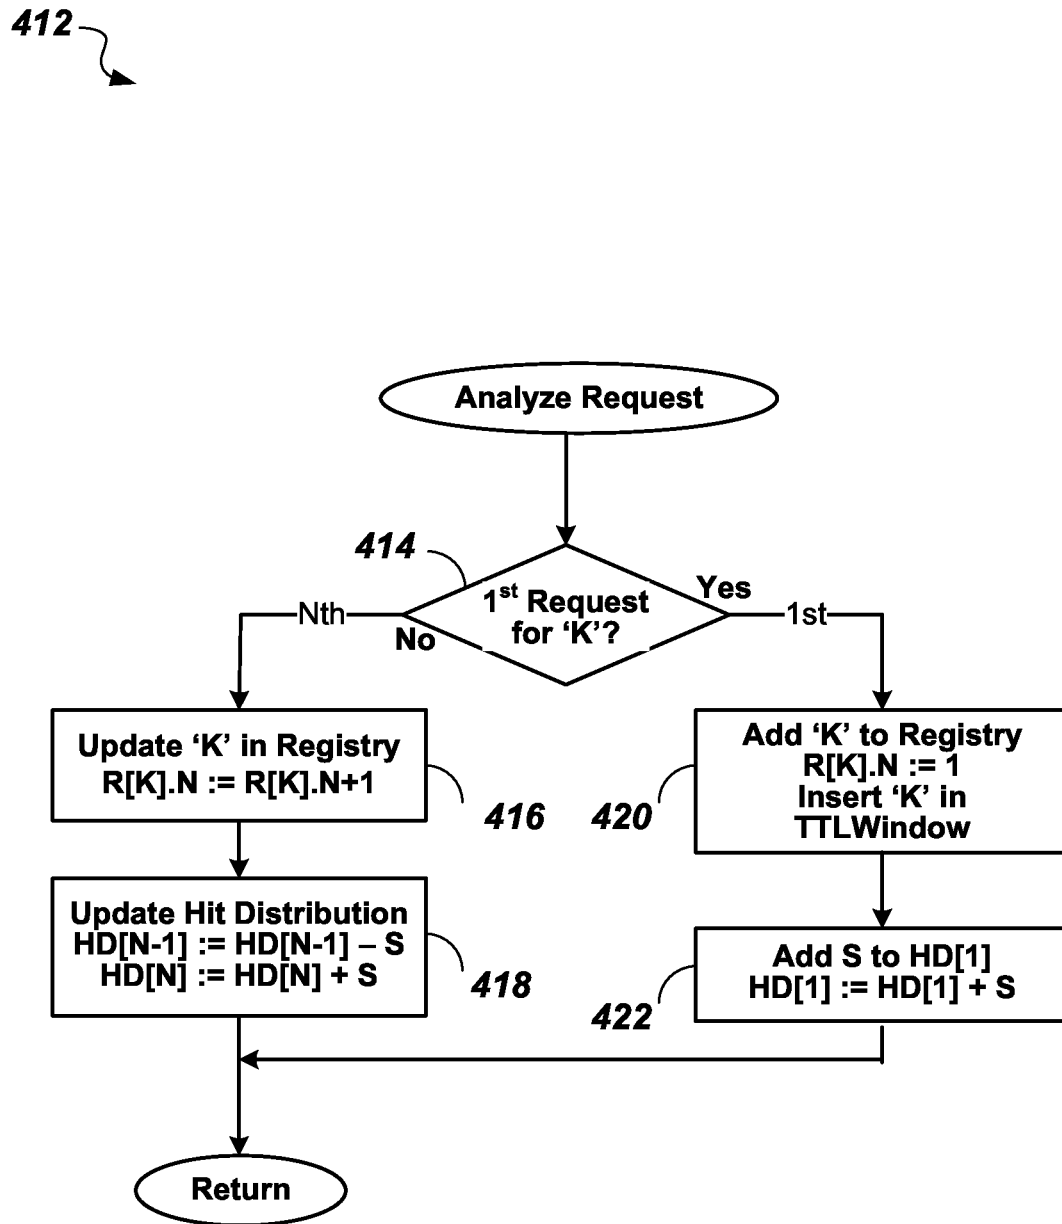 412
Analyze Request
414
1st Request
for ‘K’?
Yes
No
Nth
1st
Update ‘K’ in Registry
R[K].N := R[K].N+1
416
Update Hit Distribution
HD[N-1] := HD[N-1] – S
HD[N] := HD[N] + S
418
Add ‘K’ to Registry
R[K].N := 1
Insert ‘K’ in
TTLWindow
420
Add S to HD[1]
HD[1] := HD[1] + S
422
Return